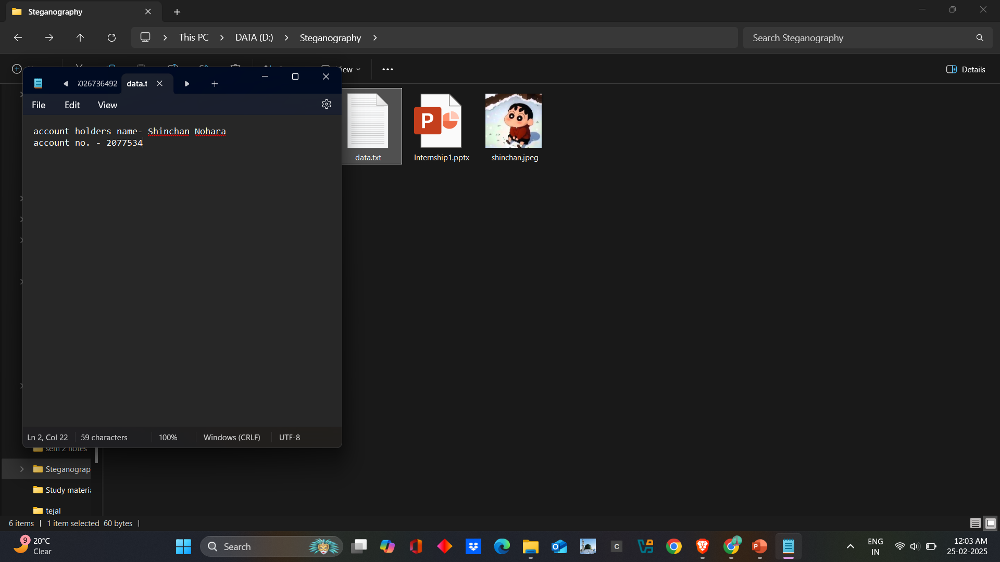 Steganography
This PC
DATA (D:)
Steganography
Search Steganography
View
Details
data.t
File
Edit
View
account holders name- Shinchan Nohara
account no. - 2077534
data.txt
Internship1.pptx
shinchan.jpeg
Ln 2, Col 22
59 characters
100%
Windows (CRLF)
UTF-8
sem 2 notes
Steganograp
Study materi
tejal
6 items
1 item selected 60 bytes
9
20°C
Clear
Search
C
ENG
IN
12:03 AM
25-02-2025